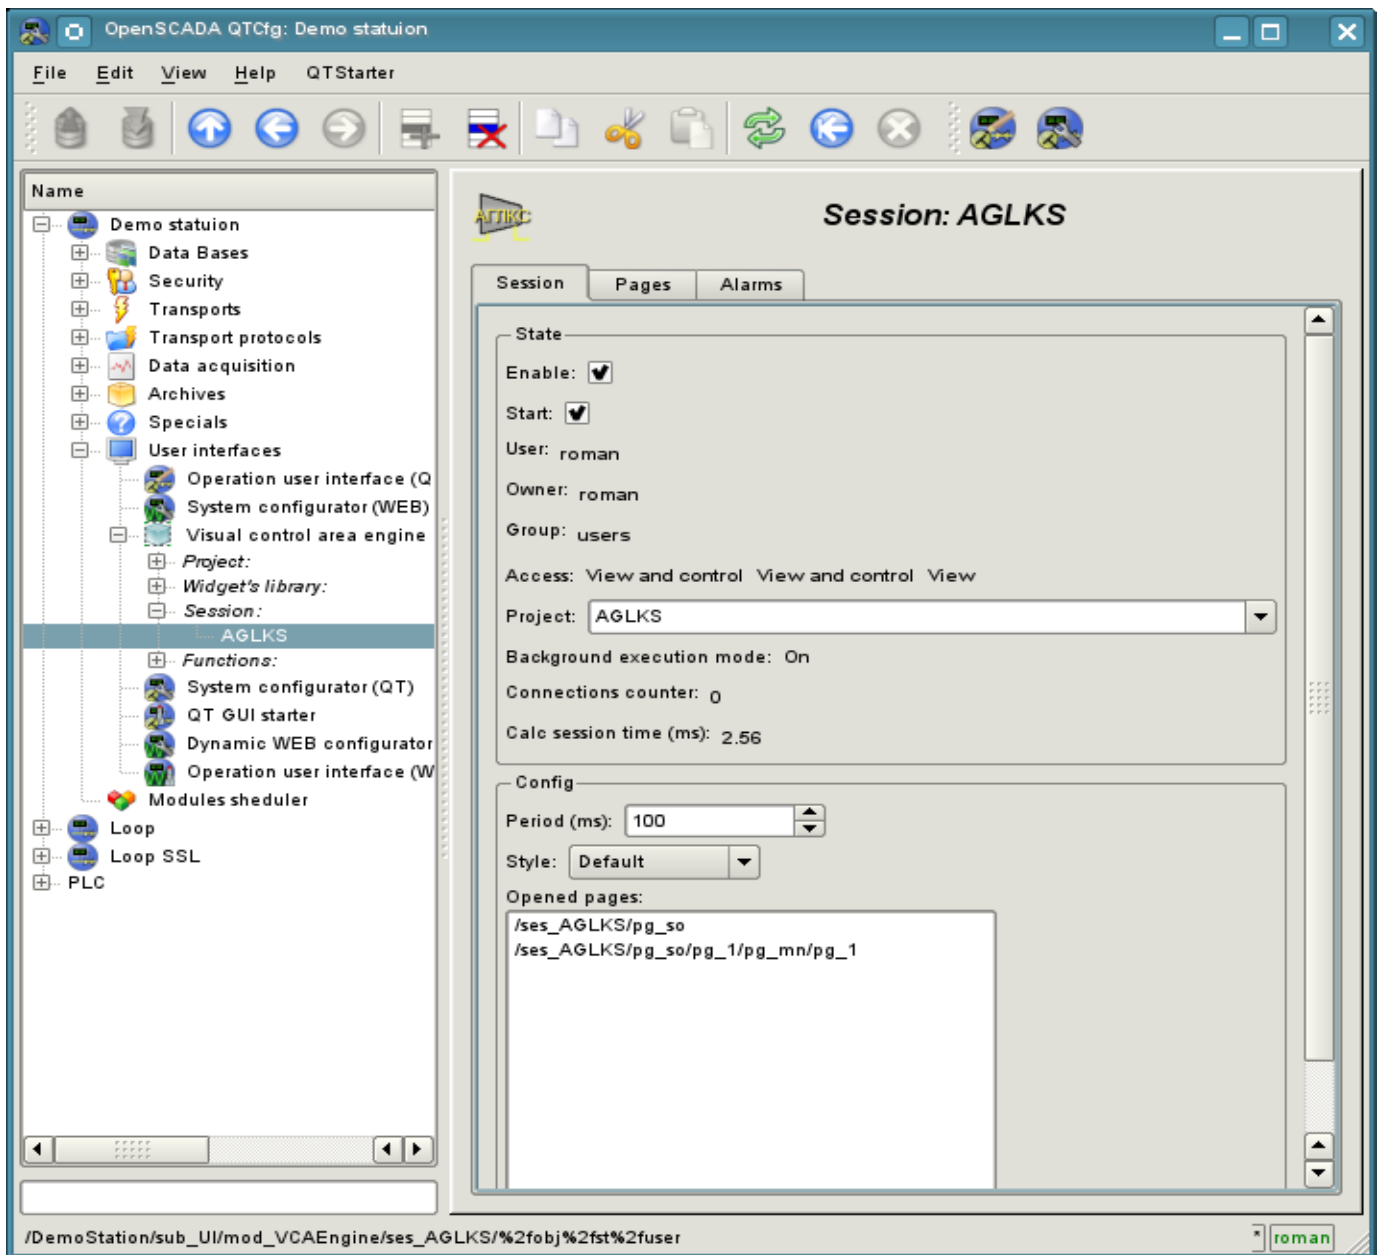 OpenSCADA QTCfg: Demo statuion
File Edit View Help QTStarter
Name
Demo statuion
Data Bases
Security
Transports
Transport protocols
Data acquisition
Archives
Specials
User interfaces
Operation user interface (Q
System configurator (WEB)
Visual control area engine
Project:
Widget's library:
Session:
AGLKS
Functions:
System configurator (QT)
QT GUI starter
Dynamic WEB configurator
Operation user interface (W
Modules sheduler
Loop
Loop SSL
PLC
АГЛКС
Session: AGLKS
Session Pages Alarms
State
Enable:
Start:
User: roman
Owner: roman
Group: users
Access: View and control View and control View
Project: AGLKS
Background execution mode: On
Connections counter: 0
Calc session time (ms): 2.56
Config
Period (ms): 100
Style: Default
Opened pages:
/ses_AGLKS/pg_so
/ses_AGLKS/pg_so/pg_1/pg_mn/pg_1
/DemoStation/sub_UI/mod_VCAEngine/ses_AGLKS/%2fobj%2fst%2fuser
* roman